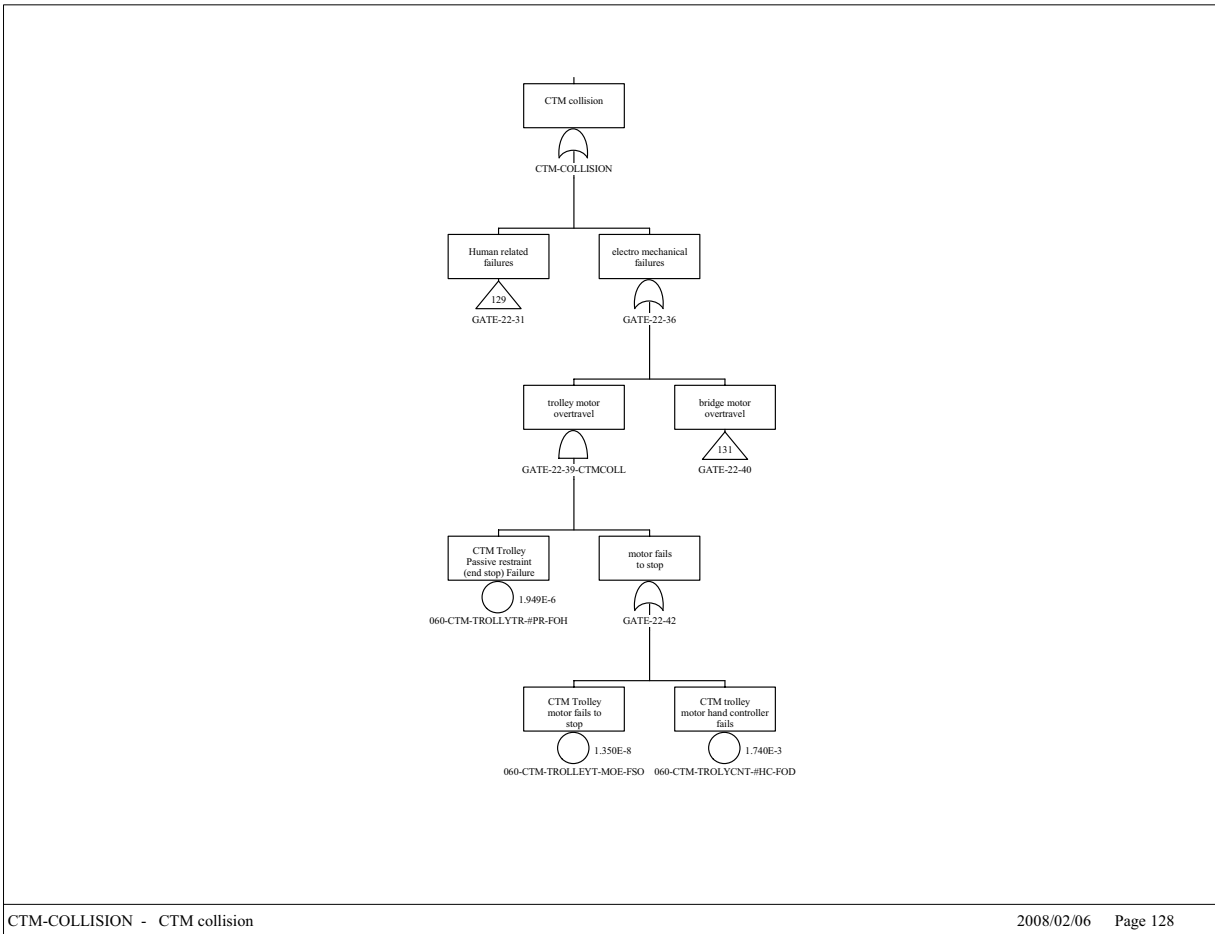 CTM collision
CTM-COLLISION
Human related
failures
129
GATE-22-31
electro mechanical
failures
GATE-22-36
trolley motor
overtravel
GATE-22-39-CTMCOLL
bridge motor
overtravel
131
GATE-22-40
CTM Trolley
Passive restraint
(end stop) Failure
1.949E-6
060-CTM-TROLLYTR-#PR-FOH
motor fails
to stop
GATE-22-42
CTM Trolley
motor fails to
stop
1.350E-8
060-CTM-TROLLEYT-MOE-FSO
CTM trolley
motor hand controller
fails
1.740E-3
060-CTM-TROLYCNT-#HC-FOD
CTM-COLLISION - CTM collision
2008/02/06 Page 128